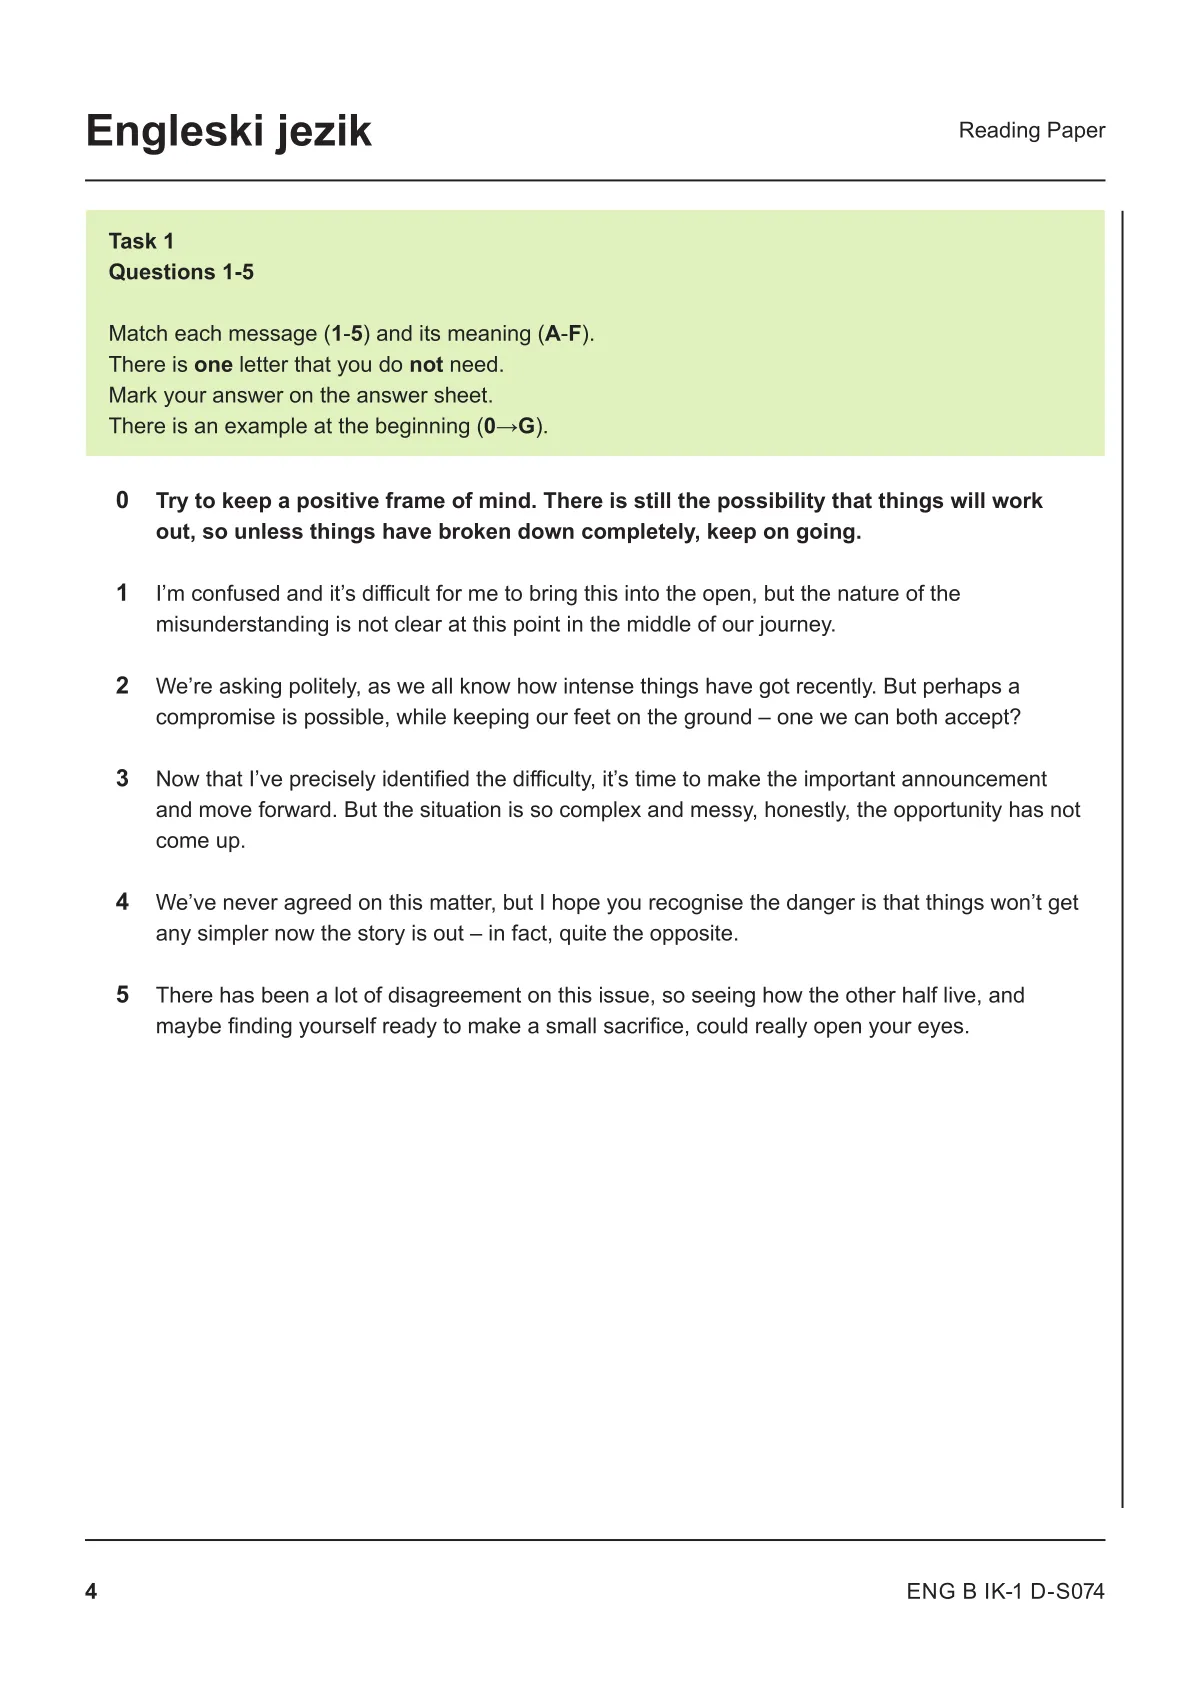 Engleski jezik
Reading Paper
Task 1
Questions 1-5
Match each message (1-5) and its meaning (A-F).
There is one letter that you do not need.
Mark your answer on the answer sheet.
There is an example at the beginning (0→G).
0 Try to keep a positive frame of mind. There is still the possibility that things will work
out, so unless things have broken down completely, keep on going.
1 I’m confused and it’s difficult for me to bring this into the open, but the nature of the
misunderstanding is not clear at this point in the middle of our journey.
2 We’re asking politely, as we all know how intense things have got recently. But perhaps a
compromise is possible, while keeping our feet on the ground – one we can both accept?
3 Now that I’ve precisely identified the difficulty, it’s time to make the important announcement
and move forward. But the situation is so complex and messy, honestly, the opportunity has not
come up.
4 We’ve never agreed on this matter, but I hope you recognise the danger is that things won’t get
any simpler now the story is out – in fact, quite the opposite.
5 There has been a lot of disagreement on this issue, so seeing how the other half live, and
maybe finding yourself ready to make a small sacrifice, could really open your eyes.
4
ENG B IK-1 D-S074